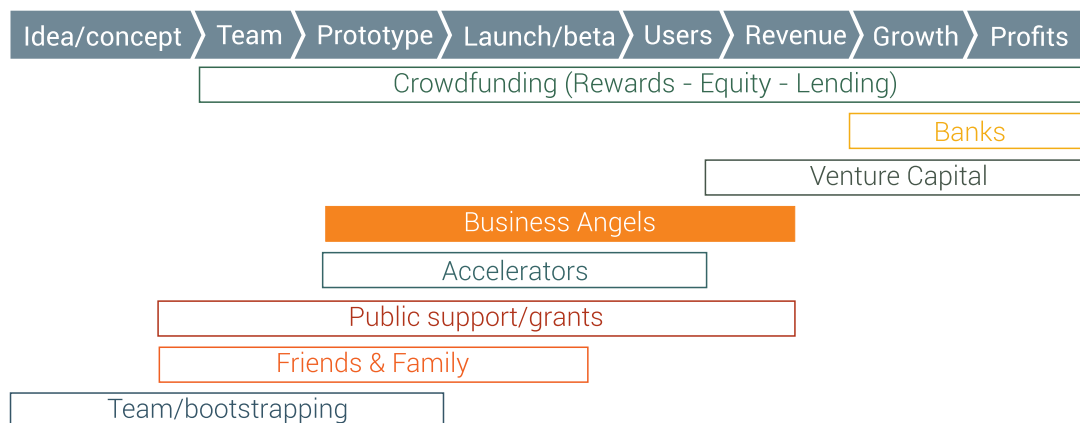 Idea/concept Team Prototype Launch/beta Users Revenue Growth Profits
Crowdfunding (Rewards - Equity - Lending)
Banks
Venture Capital
Business Angels
Accelerators
Public support/grants
Friends & Family
Team/bootstrapping